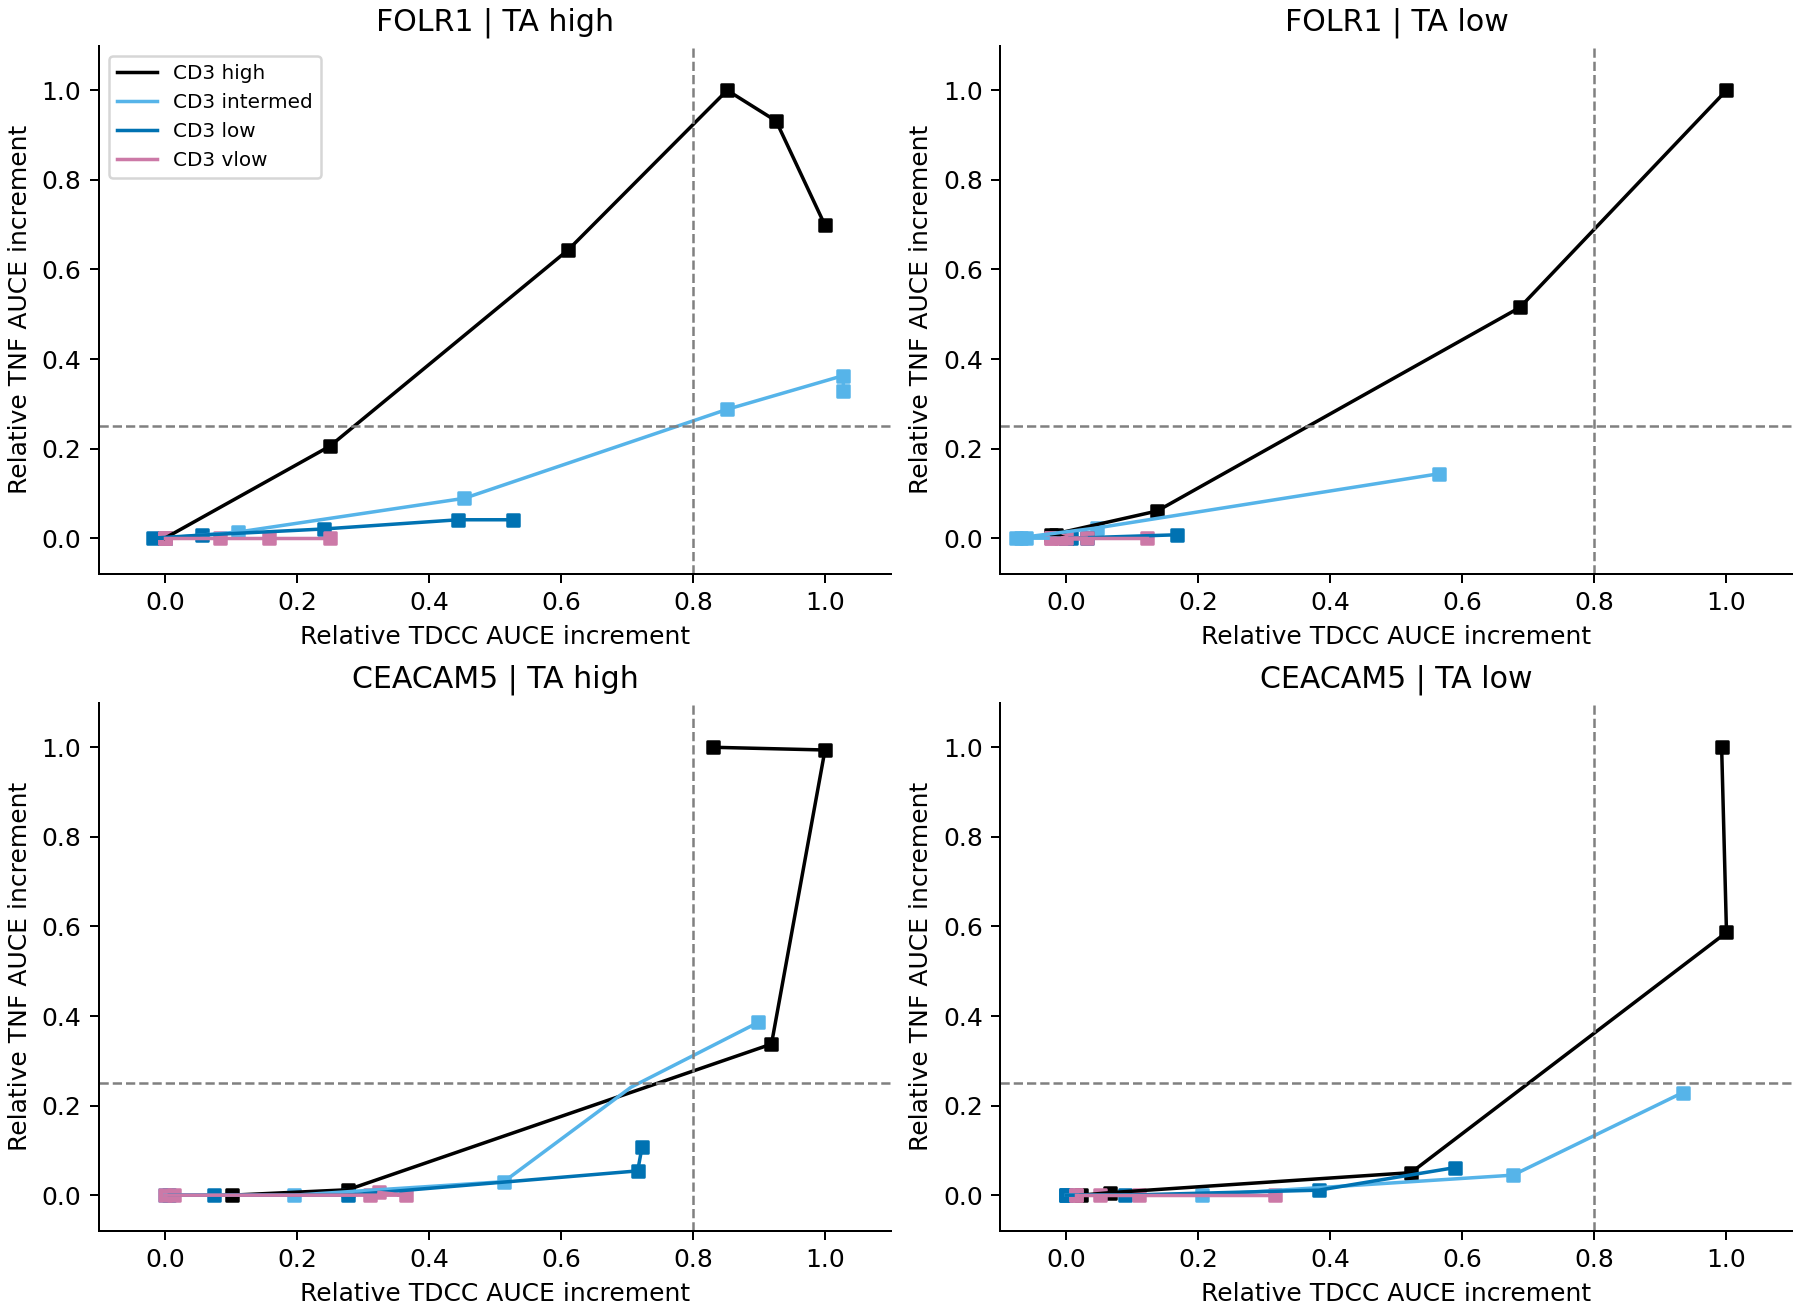 FOLR1 | TA high
CD3 high
CD3 intermed
CD3 low
CD3 vlow
1.0
0.8
0.6
0.4
0.2
0.0
Relative TNF AUCE increment
0.0 0.2 0.4 0.6 0.8 1.0
Relative TDCC AUCE increment
FOLR1 | TA low
1.0
0.8
0.6
0.4
0.2
0.0
Relative TNF AUCE increment
0.0 0.2 0.4 0.6 0.8 1.0
Relative TDCC AUCE increment
CEACAM5 | TA high
1.0
0.8
0.6
0.4
0.2
0.0
Relative TNF AUCE increment
0.0 0.2 0.4 0.6 0.8 1.0
Relative TDCC AUCE increment
CEACAM5 | TA low
1.0
0.8
0.6
0.4
0.2
0.0
Relative TNF AUCE increment
0.0 0.2 0.4 0.6 0.8 1.0
Relative TDCC AUCE increment